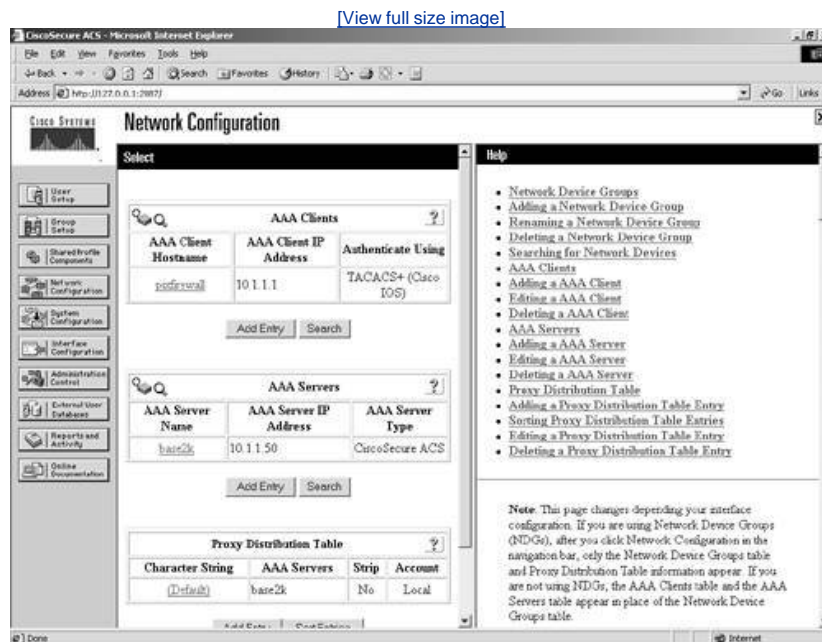 [View full size image]
CiscoSecure ACS - Microsoft Internet Explorer
File Edit View Favorites Tools Help
Back Search Favorites History
Address http://127.0.0.1:2887/ Go Links
CISCO SYSTEMS
Network Configuration
Select
User Setup
Group Setup
Shared Profile Components
Network Configuration
System Configuration
Interface Configuration
Administration Control
External User Databases
Reports and Activity
Online Documentation
AAA Clients ?
AAA Client Hostname AAA Client IP Address Authenticate Using
pixfirewall 10.1.1.1 TACACS+ (Cisco IOS)
Add Entry Search
AAA Servers ?
AAA Server Name AAA Server IP Address AAA Server Type
base2k 10.1.1.50 CiscoSecure ACS
Add Entry Search
Proxy Distribution Table ?
Character String AAA Servers Strip Account
(Default) base2k No Local
Add Entry Sort Entries
Help
Network Device Groups
Adding a Network Device Group
Renaming a Network Device Group
Deleting a Network Device Group
Searching for Network Devices
AAA Clients
Adding a AAA Client
Editing a AAA Client
Deleting a AAA Client
AAA Servers
Adding a AAA Server
Editing a AAA Server
Deleting a AAA Server
Proxy Distribution Table
Adding a Proxy Distribution Table Entry
Sorting Proxy Distribution Table Entries
Editing a Proxy Distribution Table Entry
Deleting a Proxy Distribution Table Entry
Note: This page changes depending your interface
configuration. If you are using Network Device Groups
(NDGs), after you click Network Configuration in the
navigation bar, only the Network Device Groups table
and Proxy Distribution Table information appear. If you
are not using NDGs, the AAA Clients table and the AAA
Servers table appear in place of the Network Device
Groups table.
Done
Internet